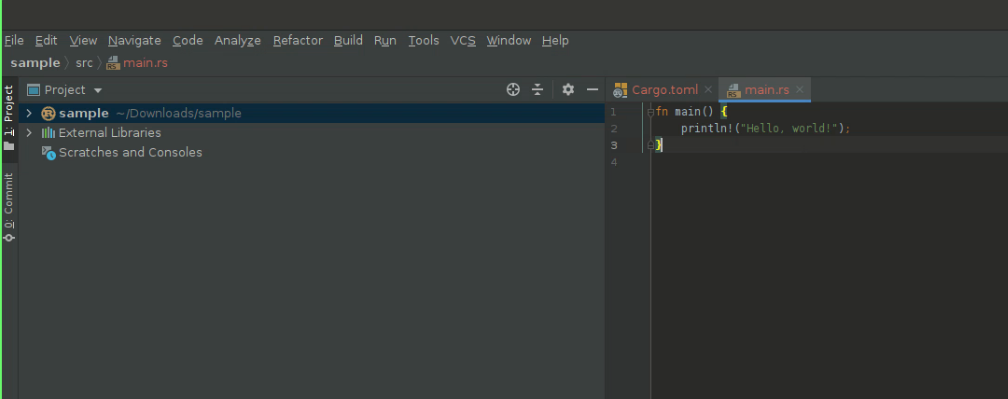 File Edit View Navigate Code Analyze Refactor Build Run Tools VCS Window Help
sample src main.rs
1: Project
0: Commit
Project
sample ~/Downloads/sample
External Libraries
Scratches and Consoles
Cargo.toml main.rs
1 fn main() {
2 println!("Hello, world!");
3 }
4